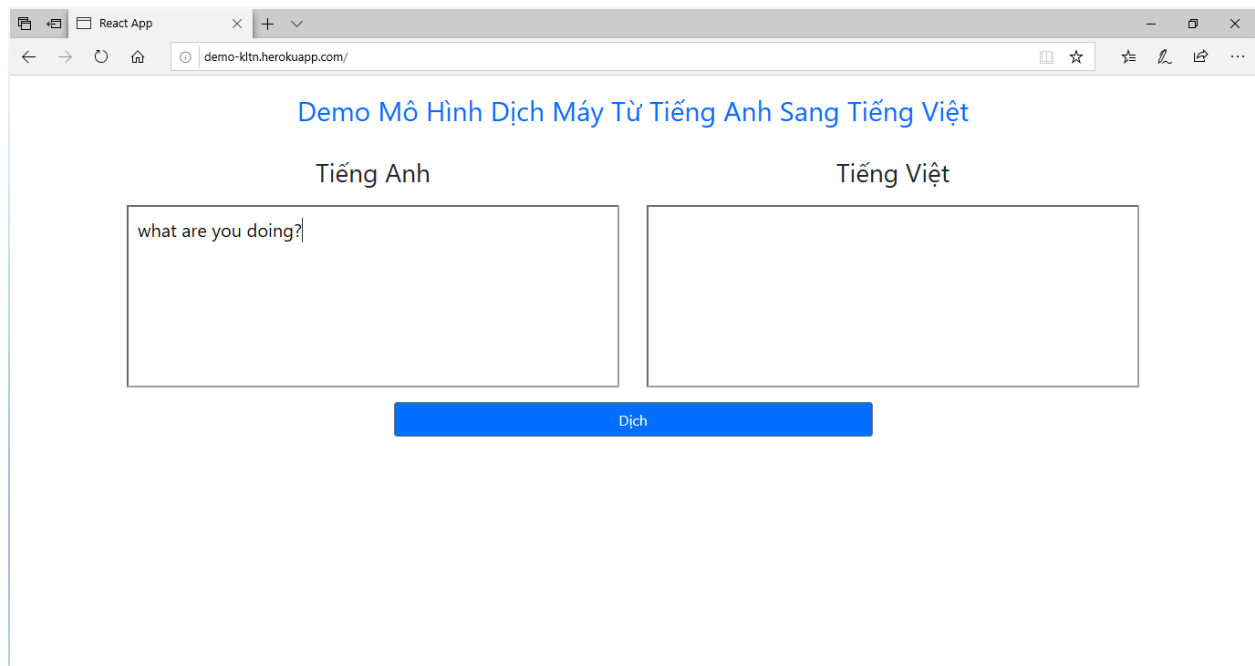 React App
demo-kltn.herokuapp.com/
Demo Mô Hình Dịch Máy Từ Tiếng Anh Sang Tiếng Việt
Tiếng Anh
Tiếng Việt
what are you doing?
Dịch